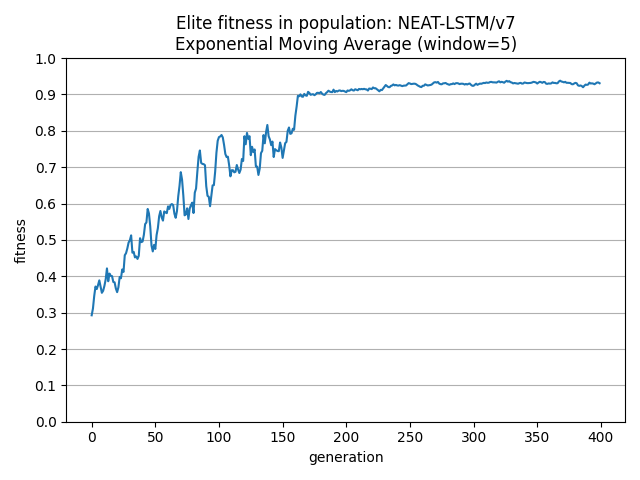 Elite fitness in population: NEAT-LSTM/v7
Exponential Moving Average (window=5)
1.0
0.9
0.8
0.7
0.6
0.5
0.4
0.3
0.2
0.1
0.0
fitness
0 50 100 150 200 250 300 350 400
generation